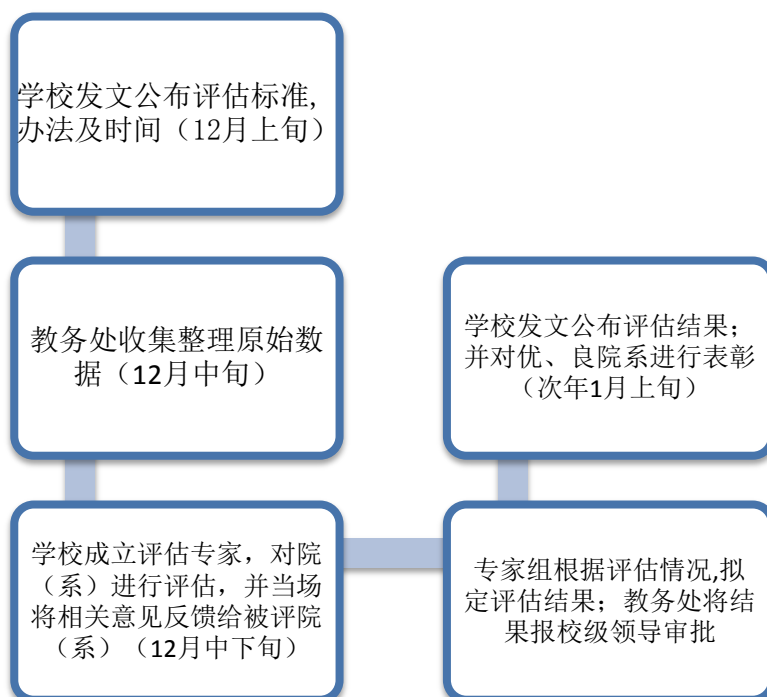 学校发文公布评估标准,
办法及时间（12月上旬）
教务处收集整理原始数
据（12月中旬）
学校成立评估专家，对院
（系）进行评估，并当场
将相关意见反馈给被评院
（系）（12月中下旬）
专家组根据评估情况,拟
定评估结果；教务处将结
果报校级领导审批
学校发文公布评估结果；
并对优、良院系进行表彰
（次年1月上旬）